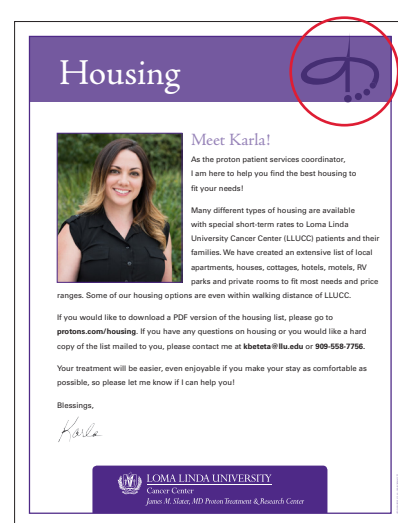 Housing
Meet Karla!
As the proton patient services coordinator,
I am here to help you find the best housing to
fit your needs!
Many different types of housing are available
with special short-term rates to Loma Linda
University Cancer Center (LLUCC) patients and their
families. We have created an extensive list of local
apartments, houses, cottages, hotels, motels, RV
parks and private rooms to fit most needs and price
ranges. Some of our housing options are even within walking distance of LLUCC.
If you would like to download a PDF version of the housing list, please go to
protons.com/housing. If you have any questions on housing or you would like a hard
copy of the list mailed to you, please contact me at kbeteta@llu.edu or 909-558-7756.
Your treatment will be easier, even enjoyable if you make your stay as comfortable as
possible, so please let me know if I can help you!
Blessings,
Karla
LOMA LINDA UNIVERSITY
Cancer Center
James M. Slater, MD Proton Treatment & Research Center